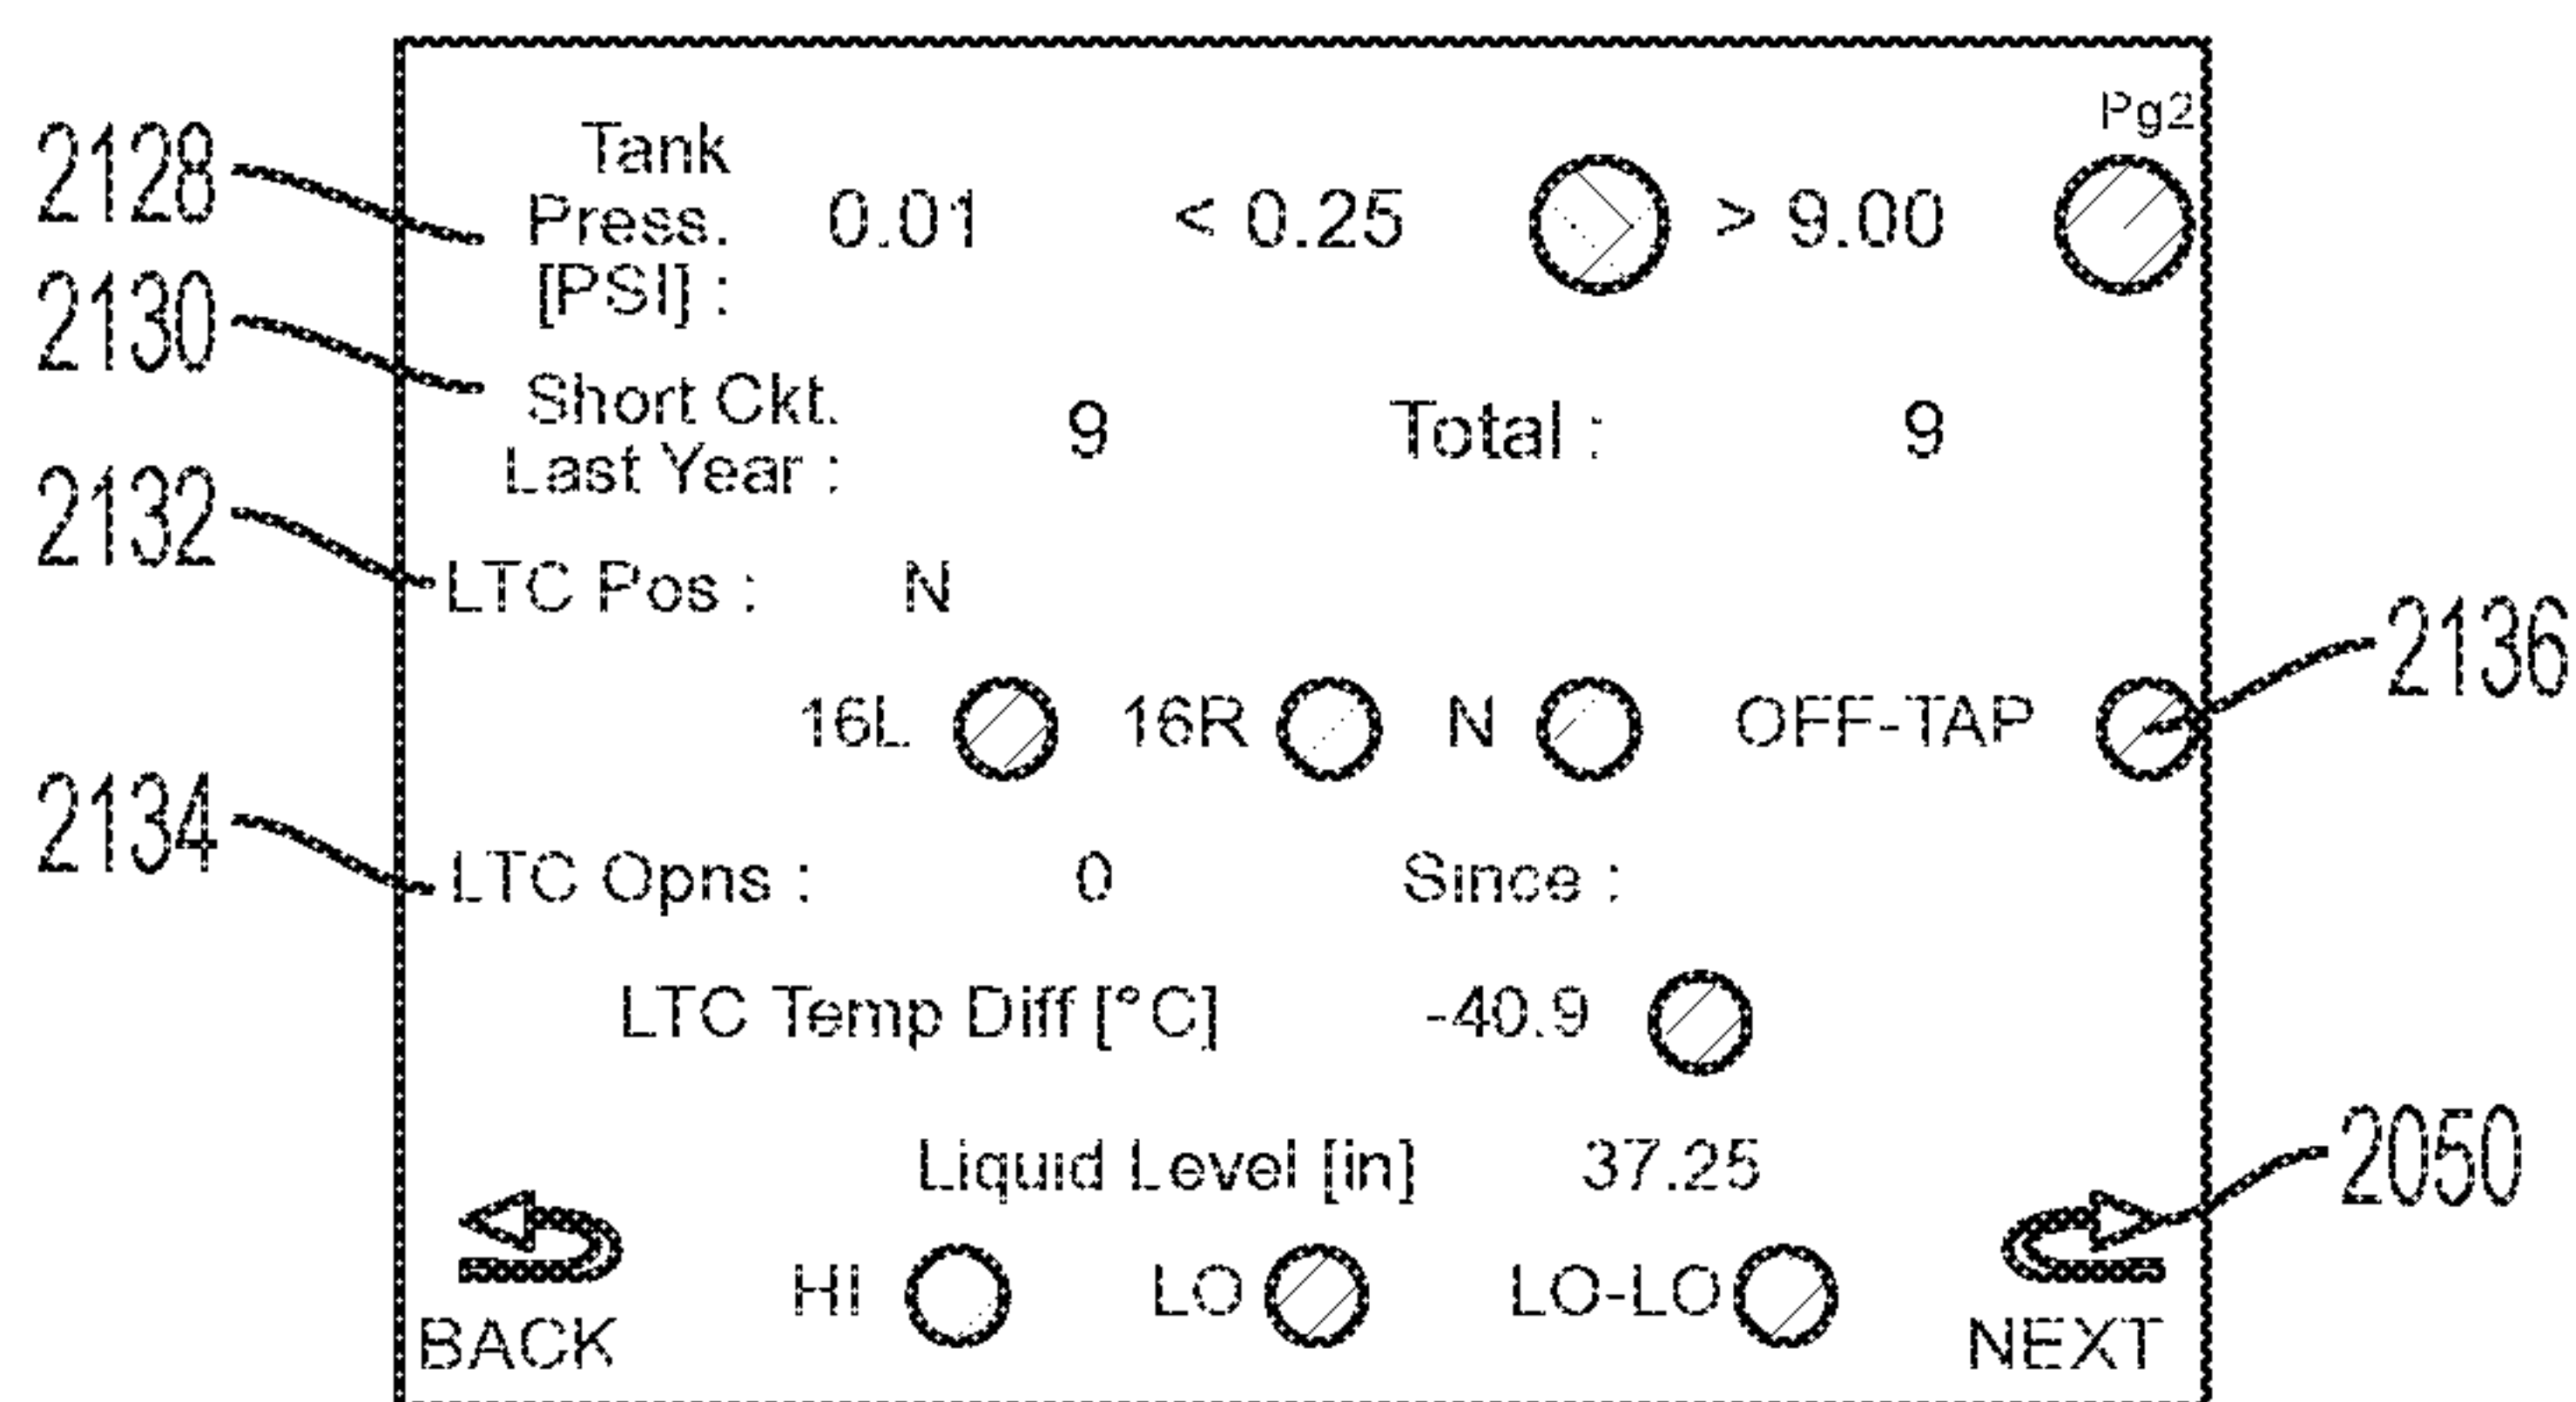 Pg2
2128
Tank
Press. 0.01 < 0.25 > 9.00
[PSI] :
2130
Short Ckt.
Last Year : 9 Total : 9
2132
LTC Pos : N
16L 16R N OFF-TAP 2136
2134
LTC Opns : 0 Since :
LTC Temp Diff [°C] -40.9
Liquid Level [in] 37.25
2050
HI LO LO-LO
BACK NEXT